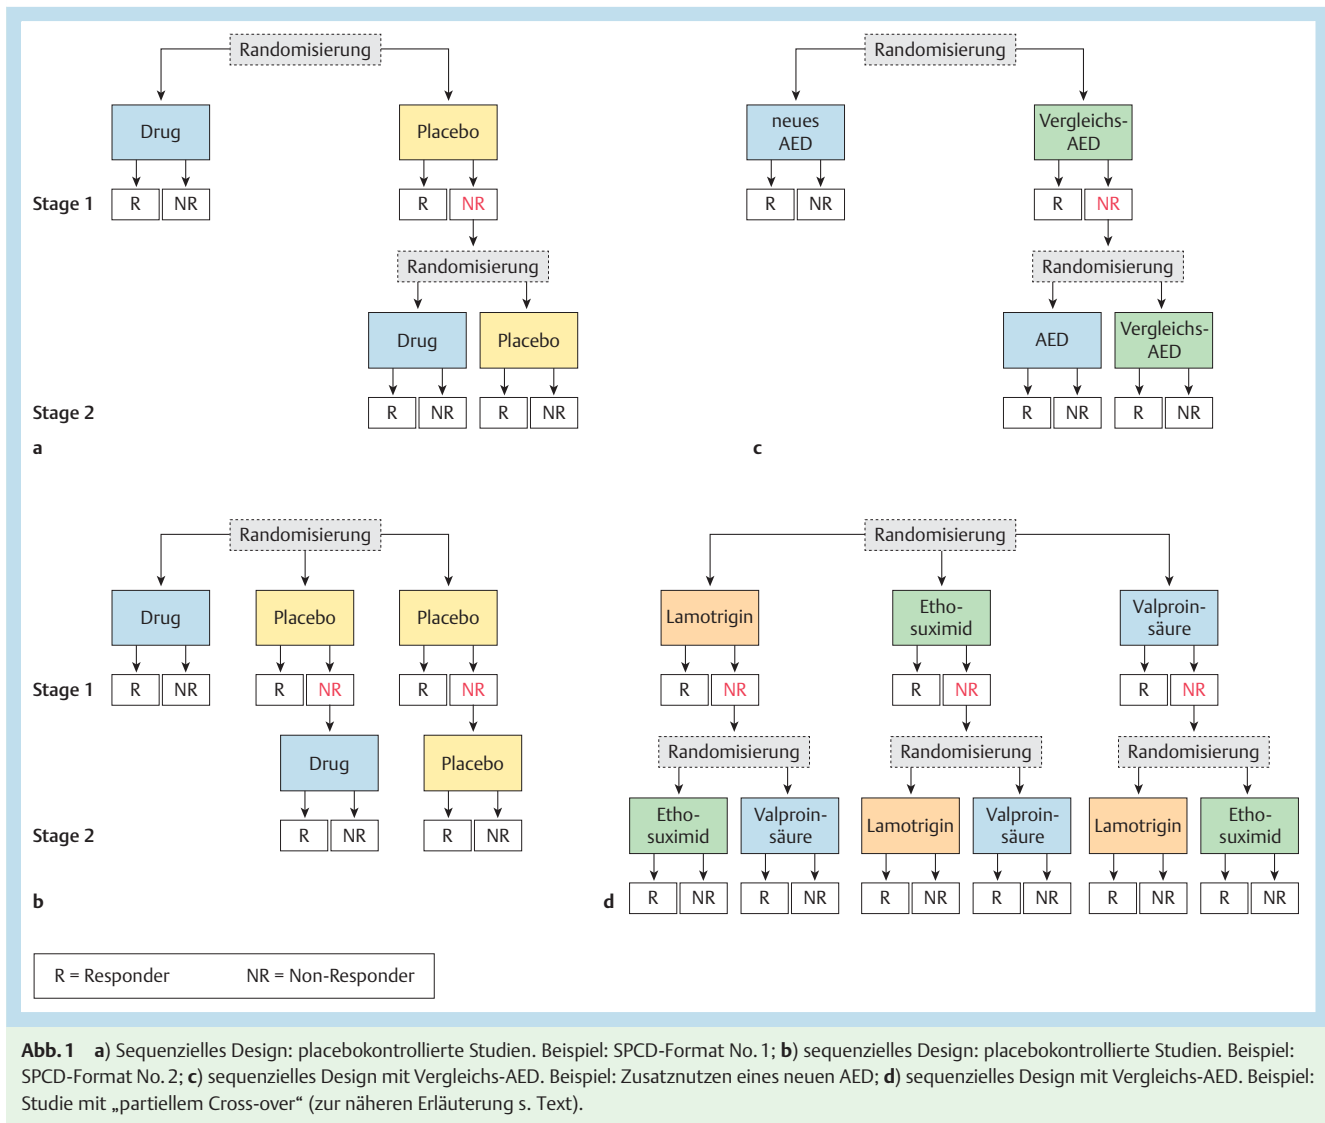 Randomisierung
Drug
Placebo
Stage 1
R
NR
R
NR
Randomisierung
Drug
Placebo
Stage 2
R
NR
R
NR
a
Randomisierung
neues
AED
Vergleichs-
AED
R
NR
R
NR
Randomisierung
AED
Vergleichs-
AED
R
NR
R
NR
c
Randomisierung
Drug
Placebo
Placebo
Stage 1
R
NR
R
NR
R
NR
Drug
Placebo
Stage 2
R
NR
R
NR
b
Randomisierung
Lamotrigin
Etho-
suximid
Valproin-
säure
R
NR
R
NR
R
NR
Randomisierung
Randomisierung
Randomisierung
Etho-
suximid
Valproin-
säure
Lamotrigin
Valproin-
säure
Lamotrigin
Etho-
suximid
R
NR
R
NR
R
NR
R
NR
R
NR
R
NR
d
R = Responder
NR = Non-Responder
Abb. 1 a) Sequenzielles Design: placebokontrollierte Studien. Beispiel: SPCD-Format No. 1; b) sequenzielles Design: placebokontrollierte Studien. Beispiel:
SPCD-Format No. 2; c) sequenzielles Design mit Vergleichs-AED. Beispiel: Zusatznutzen eines neuen AED; d) sequenzielles Design mit Vergleichs-AED. Beispiel:
Studie mit „partiellem Cross-over“ (zur näheren Erläuterung s. Text).